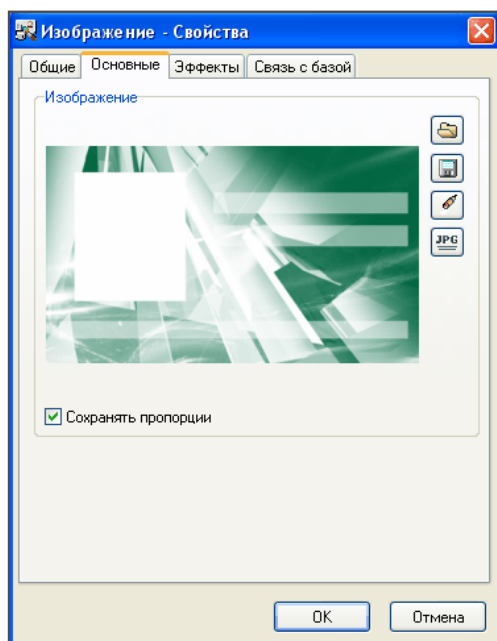 Изображение - Свойства
Общие Основные Эффекты Связь с базой
Изображение
JPG
Сохранять пропорции
OK Отмена